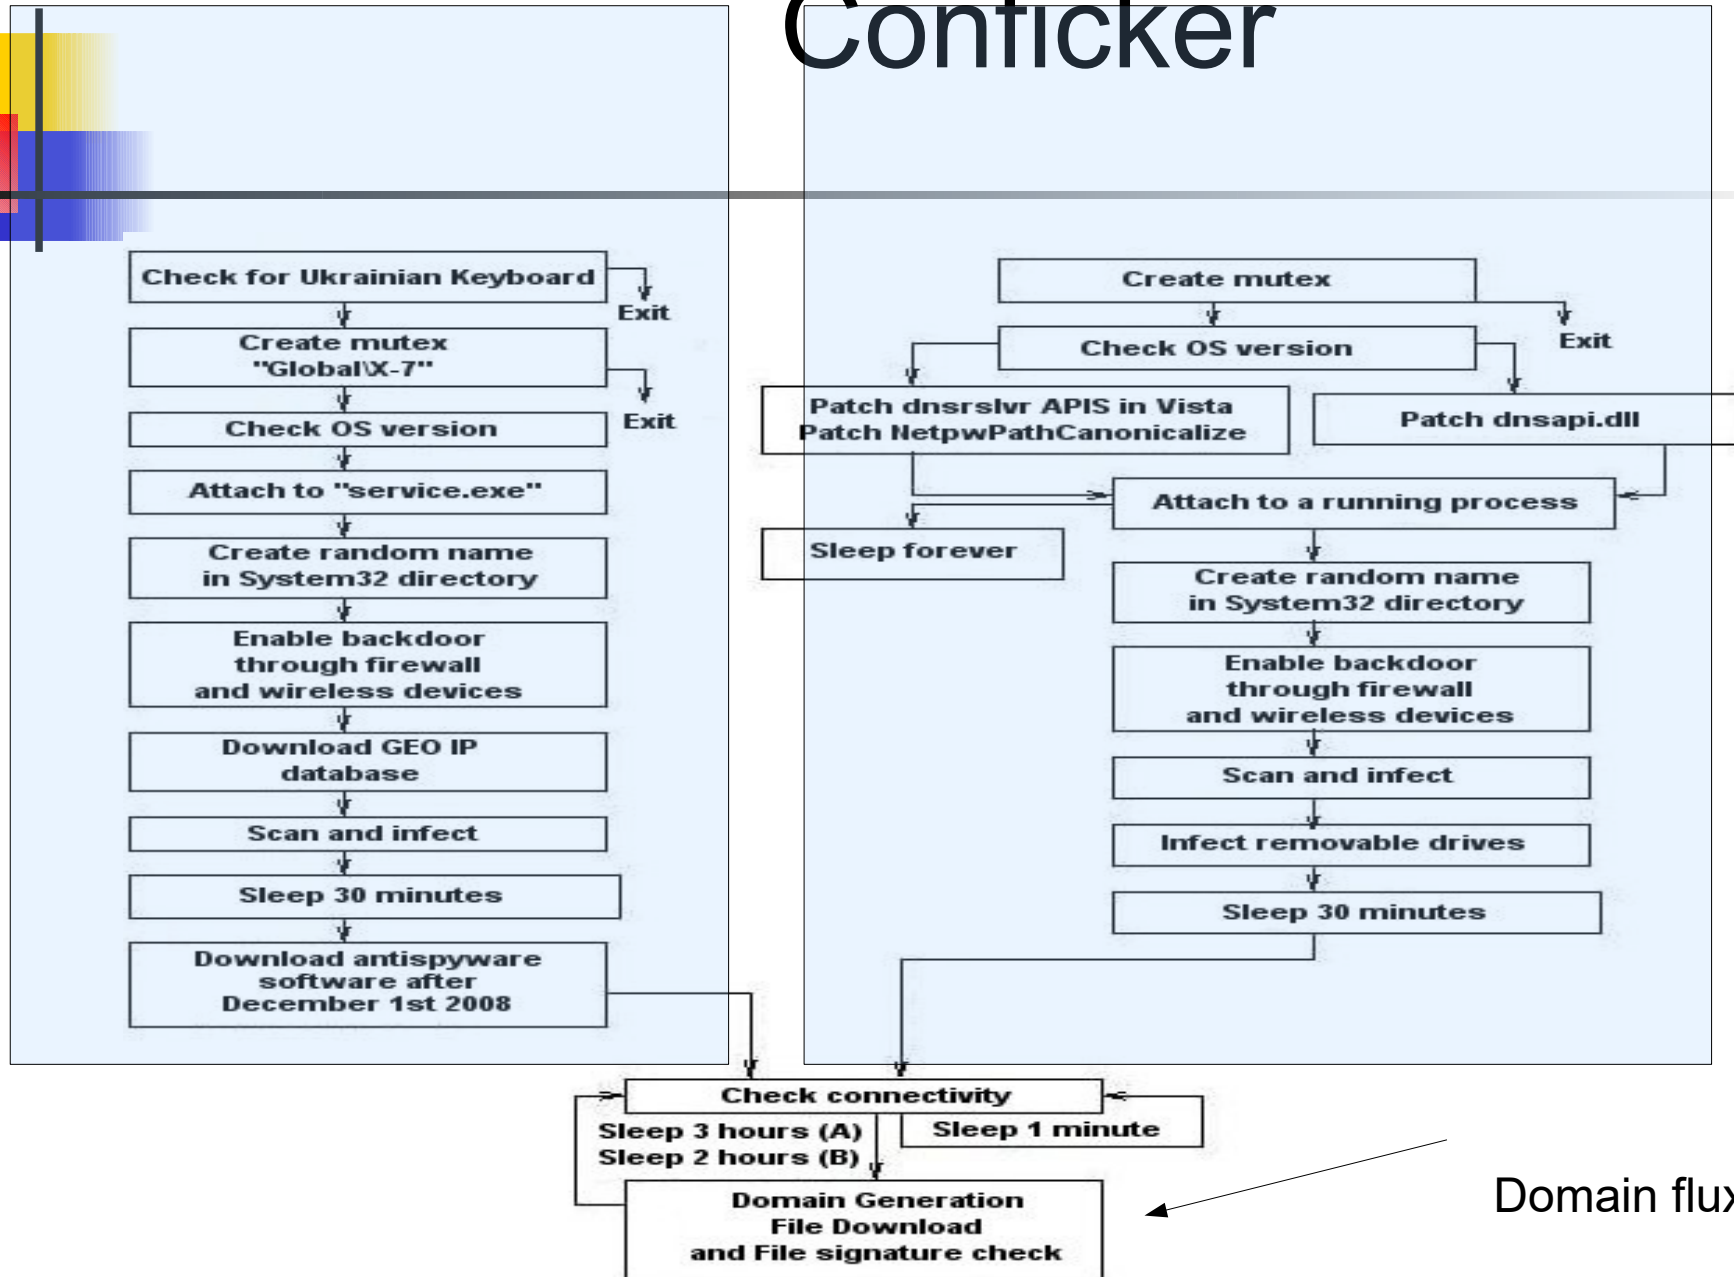 Conficker
Check for Ukrainian Keyboard
Exit
Create mutex
"Global\X-7"
Exit
Check OS version
Attach to "service.exe"
Create random name
in System32 directory
Enable backdoor
through firewall
and wireless devices
Download GEO IP
database
Scan and infect
Sleep 30 minutes
Download antispyware
software after
December 1st 2008
Create mutex
Exit
Check OS version
Patch dnsrslvr APIS in Vista
Patch NetpwPathCanonicalize
Patch dnsapi.dll
Attach to a running process
Sleep forever
Create random name
in System32 directory
Enable backdoor
through firewall
and wireless devices
Scan and infect
Infect removable drives
Sleep 30 minutes
Check connectivity
Sleep 3 hours (A)
Sleep 2 hours (B)
Sleep 1 minute
Domain Generation
File Download
and File signature check
Domain flux